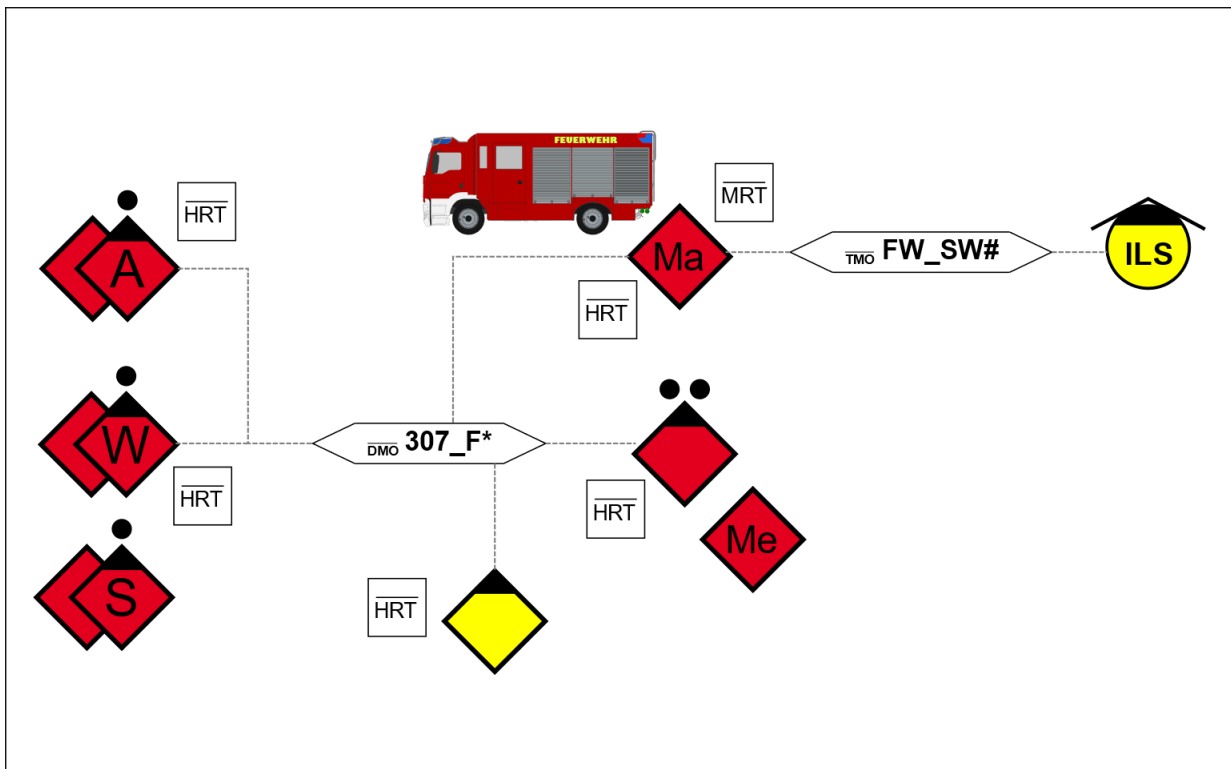 FEUERWEHR
HRT
MRT
A
Ma
TMO FW_SW#
ILS
HRT
W
DMO 307_F*
HRT
HRT
Me
S
HRT